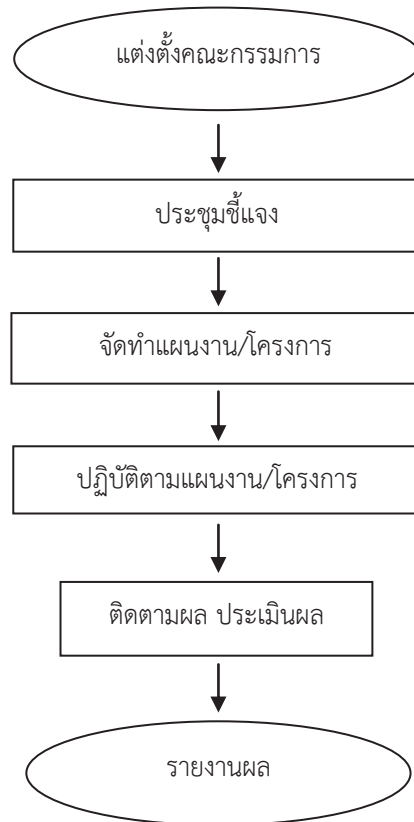 แต่งตั้งคณะกรรมการ
ประชุมชี้แจง
จัดทำแผนงาน/โครงการ
ปฏิบัติตามแผนงาน/โครงการ
ติดตามผล ประเมินผล
รายงานผล